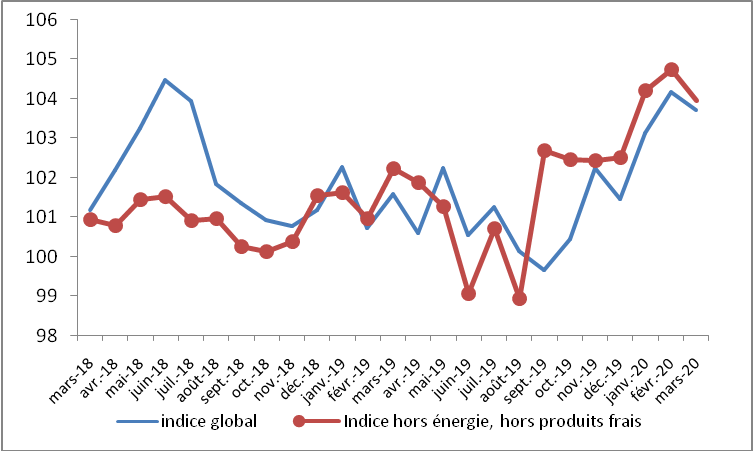 106
105
104
103
102
101
100
99
98
mars-18
avr.-18
mai-18
juin-18
juil.-18
août-18
sept.-18
oct.-18
nov.-18
déc.-18
janv.-19
févr.-19
mars-19
avr.-19
mai-19
juin-19
juil.-19
août-19
sept.-19
oct.-19
nov.-19
déc.-19
janv.-20
févr.-20
mars-20
indice global
Indice hors énergie, hors produits frais